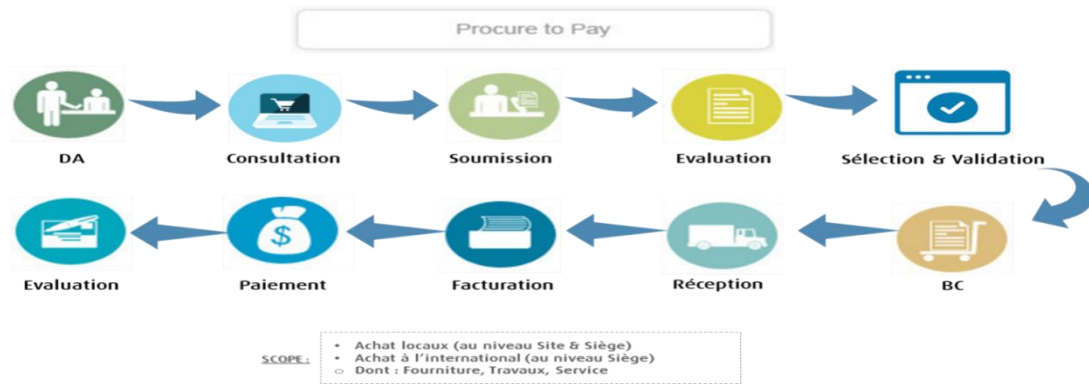 Procure to Pay
DA
Consultation
Soumission
Evaluation
Sélection & Validation
Evaluation
Paiement
$
Facturation
Réception
BC
SCOPE :
• Achat locaux (au niveau Site & Siège)
• Achat à l'international (au niveau Siège)
○ Dont : Fourniture, Travaux, Service